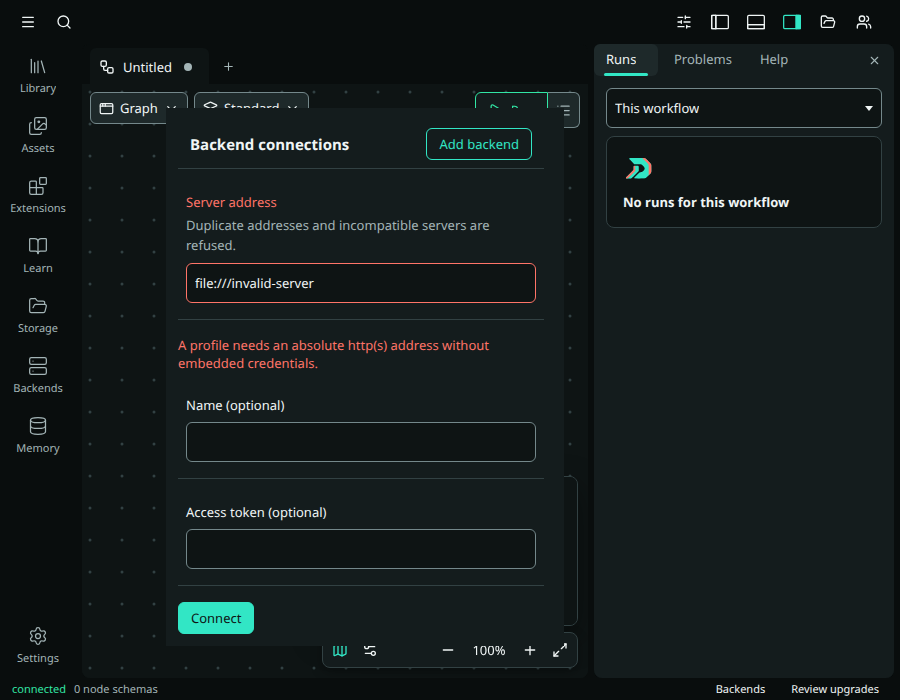 Untitled
Runs
Problems
Help
Library
Assets
Extensions
Learn
Storage
Backends
Memory
Settings
Graph
Standard
This workflow
No runs for this workflow
Backend connections
Add backend
Server address
Duplicate addresses and incompatible servers are
refused.
file:///invalid-server
A profile needs an absolute http(s) address without
embedded credentials.
Name (optional)
Access token (optional)
Connect
100%
connected
0 node schemas
Backends
Review upgrades